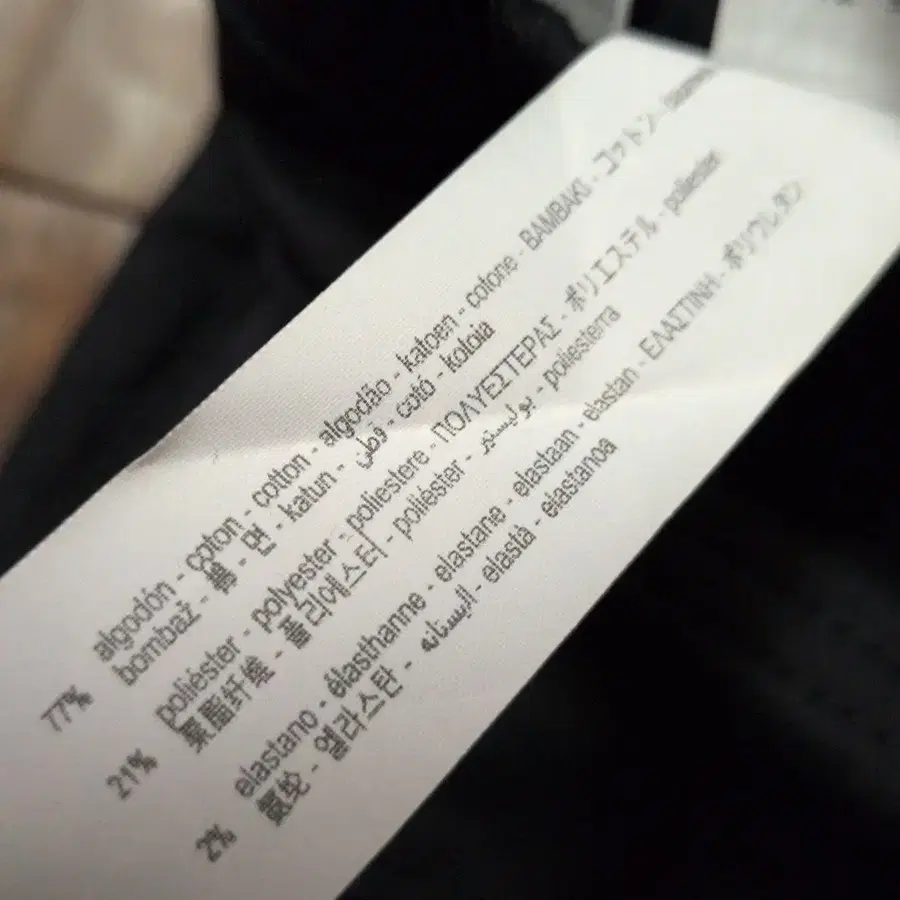 77% algodón - coton - cotton - algodão - katoen - cotone - ΒΑΜΒΑΚΙ - コットン -
bombaž - 棉 - 면 - katun - قطن - cotó - kotoia
21% poliéster - polyester - poliestere - ΠΟΛΥΕΣΤΕΡΑΣ - ポリエステル - poliester
聚酯纤维 - 폴리에스터 - poliéster - بوليستر - poliesterra
2% elastano - élasthanne - elastane - elastaan - elastan - ΕΛΑΣΤΙΝΗ - ポリウレタン
氨纶 - 엘라스탄 - الايستانه - elastà - elastanoa